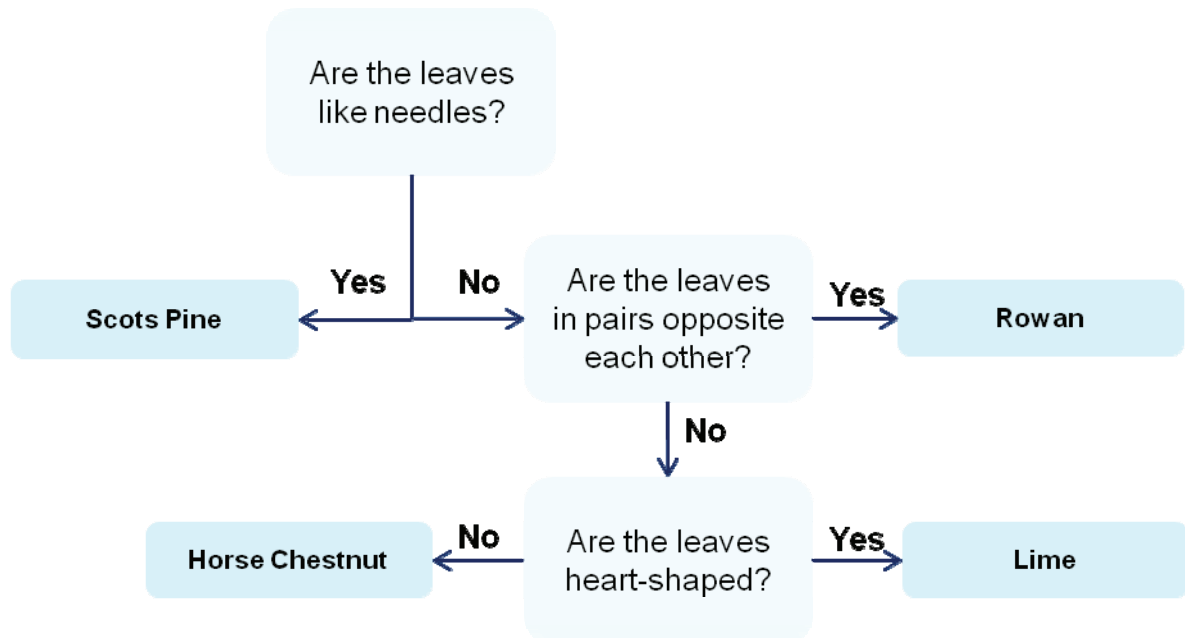 Are the leaves
like needles?
Yes
No
Scots Pine
Are the leaves
in pairs opposite
each other?
Yes
Rowan
No
Horse Chestnut
No
Are the leaves
heart-shaped?
Yes
Lime